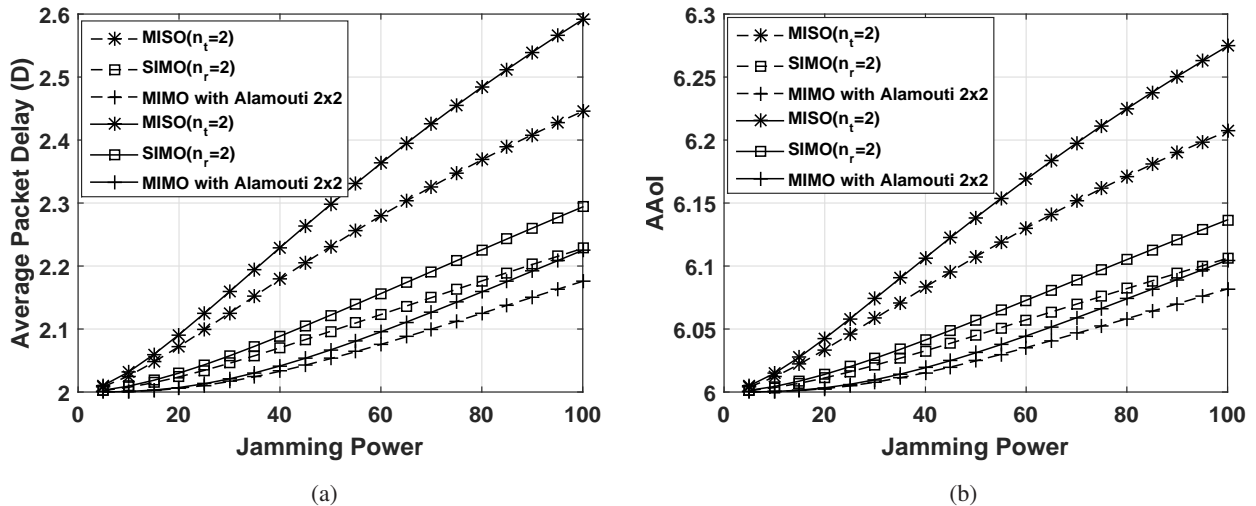 2.6
2.5
2.4
2.3
2.2
2.1
2
Average Packet Delay (D)
MISO(n_t=2)
SIMO(n_r=2)
MIMO with Alamouti 2x2
MISO(n_t=2)
SIMO(n_r=2)
MIMO with Alamouti 2x2
0 20 40 60 80 100
Jamming Power
(a)
6.3
6.25
6.2
6.15
6.1
6.05
6
AAoI
MISO(n_t=2)
SIMO(n_r=2)
MIMO with Alamouti 2x2
MISO(n_t=2)
SIMO(n_r=2)
MIMO with Alamouti 2x2
0 20 40 60 80 100
Jamming Power
(b)